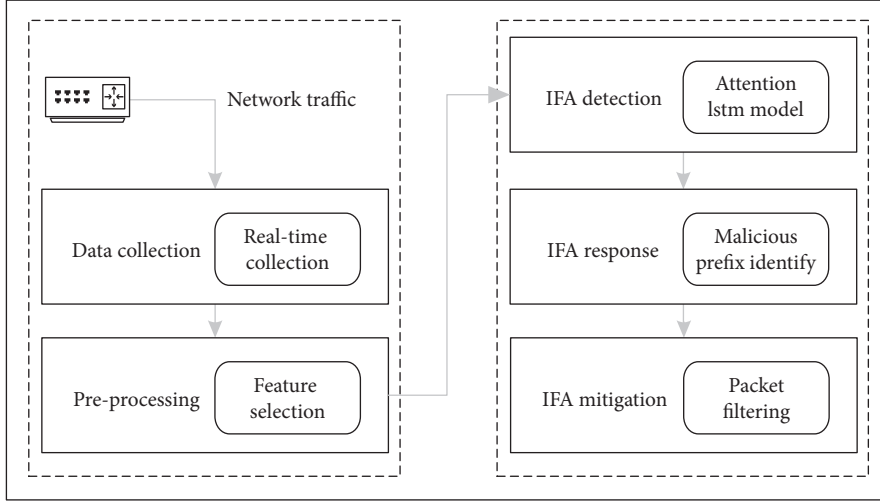 Network traffic
Data collection
Real-time
collection
Pre-processing
Feature
selection
IFA detection
Attention
lstm model
IFA response
Malicious
prefix identify
IFA mitigation
Packet
filtering